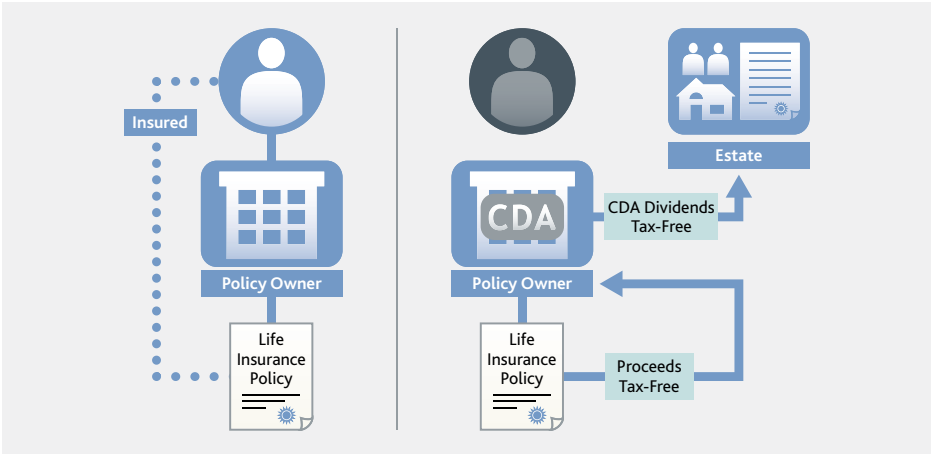 Insured
Policy Owner
Life
Insurance
Policy
Estate
CDA
CDA Dividends
Tax-Free
Policy Owner
Life
Insurance
Policy
Proceeds
Tax-Free